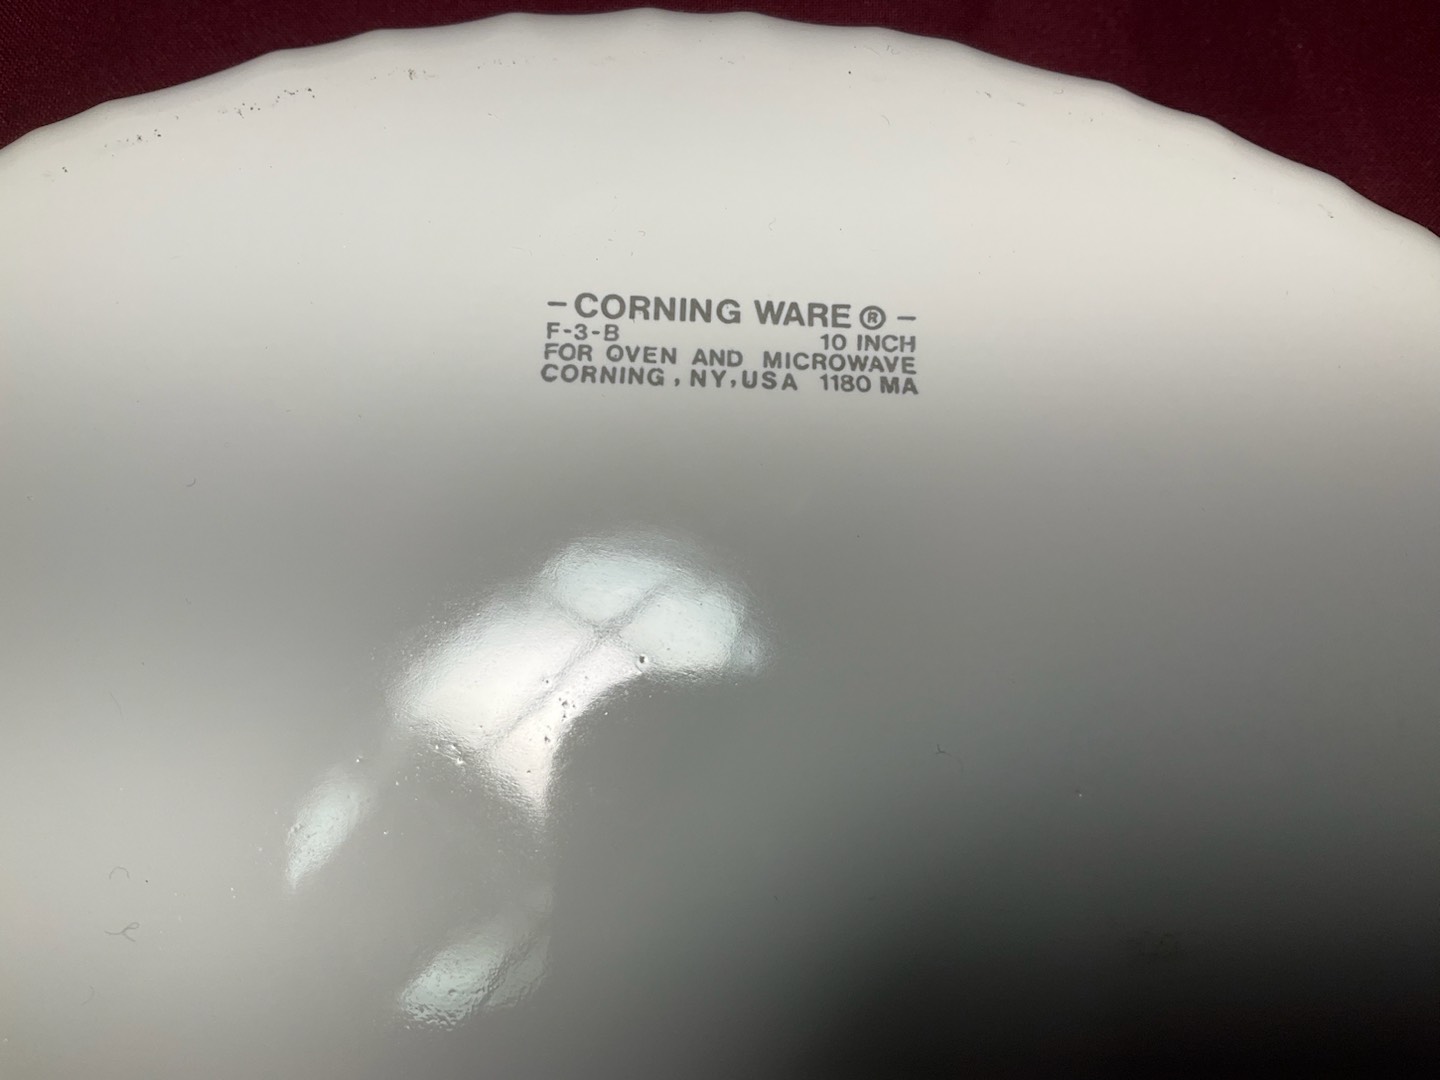 -CORNING WARE®-
F-3-B 10 INCH
FOR OVEN AND MICROWAVE
CORNING, NY, USA 1180 MA